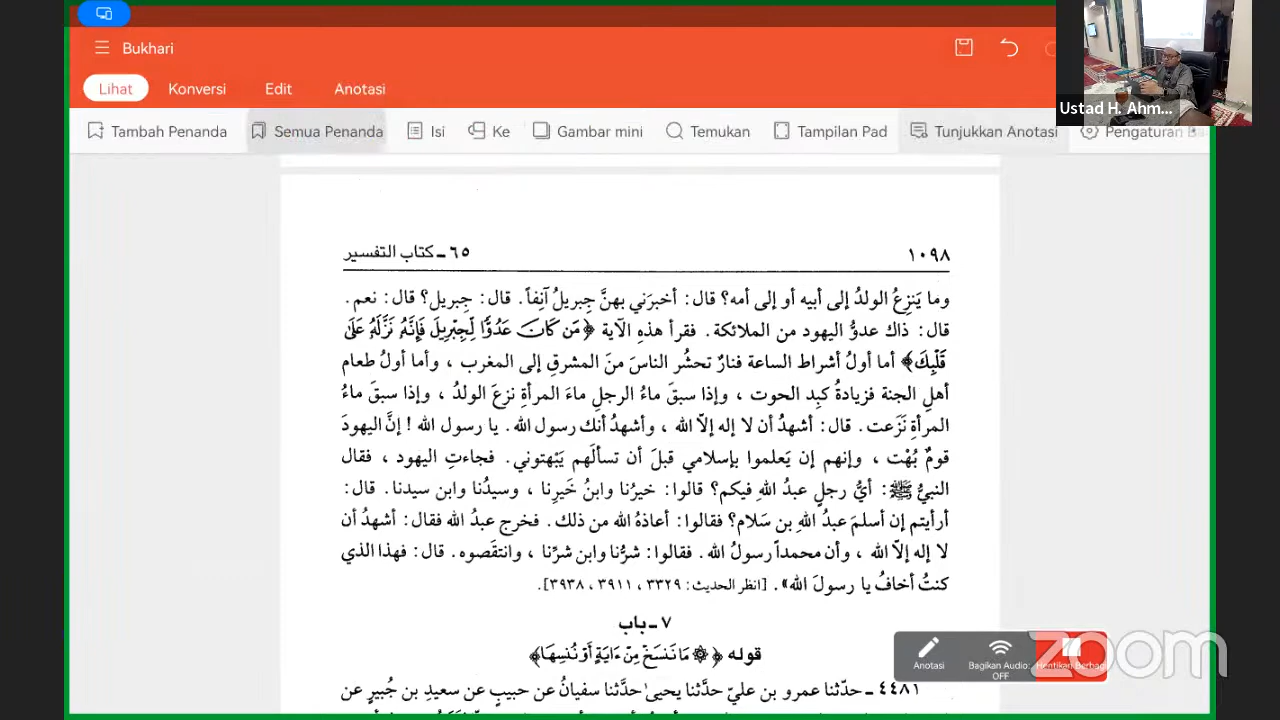 Bukhari
Lihat Konversi Edit Anotasi
Ustad H. Ahm...
Tambah Penanda Semua Penanda Isi Ke Gambar mini Temukan Tampilan Pad Tunjukkan Anotasi Pengaturan
١٠٩٨ ٦٥ ـ كتاب التفسير
وما يَنزِعُ الولدُ إلى أبيه أو إلى أمه؟ قال: أخبرَني بهنَّ جِبريلُ آنِفاً. قال: جِبريل؟ قال: نعم.
قال: ذاك عدوُّ اليهود من الملائكة. فقرأ هذهِ الآية ﴿مَن كَانَ عَدُوًّا لِّجِبْرِيلَ فَإِنَّهُ نَزَّلَهُ عَلَىٰ
قَلْبِكَ﴾ أما أولُ أشراط الساعة فنارٌ تحشُر الناسَ منَ المشرقِ إلى المغرب ، وأما أولُ طعام
أهلِ الجنة فزيادةُ كبِد الحوت ، وإذا سبقَ ماءُ الرجلِ ماءَ المرأةِ نزعَ الولدُ ، وإذا سبقَ ماءُ
المرأةِ نَزَعت. قال: أشهدُ أن لا إله إلاّ الله ، وأشهدُ أنك رسول الله. يا رسول الله ! إنَّ اليهودَ
قومٌ بُهْت ، وإنهم إن يَعلموا بإسلامي قبلَ أن تسألَهم يَبْهتوني. فجاءتِ اليهود ، فقال
النبيُّ ﷺ: أيُّ رجلٍ عبدُ اللهِ فيكم؟ قالوا: خيرُنا وابنُ خَيرِنا ، وسيدُنا وابن سيدنا. قال:
أرأيتم إن أسلمَ عبدُ اللهِ بن سَلام؟ فقالوا: أعاذهُ الله من ذلك. فخرج عبدُ الله فقال: أشهدُ أن
لا إله إلاّ الله ، وأن محمداً رسولُ الله. فقالوا: شرُّنا وابن شرِّنا ، وانتقَصوه. قال: فهذا الذي
كنتُ أخافُ يا رسولَ الله». [انظر الحديث: ٣٣٢٩ ، ٣٩١١ ، ٣٩٣٨].
٧ ـ باب
قوله ﴿۞ مَا نَنسَخْ مِنْ ءَايَةٍ أَوْ نُنسِهَا﴾
٤٤٨١ ـ حدّثنا عمرو بن عليّ حدَّثنا يحيىٰ حدَّثنا سفيانُ عن حبيبٍ عن سعيدِ بن جُبيرٍ عن
Anotasi Bagikan Audio: OFF Hentikan Berbag
zoom